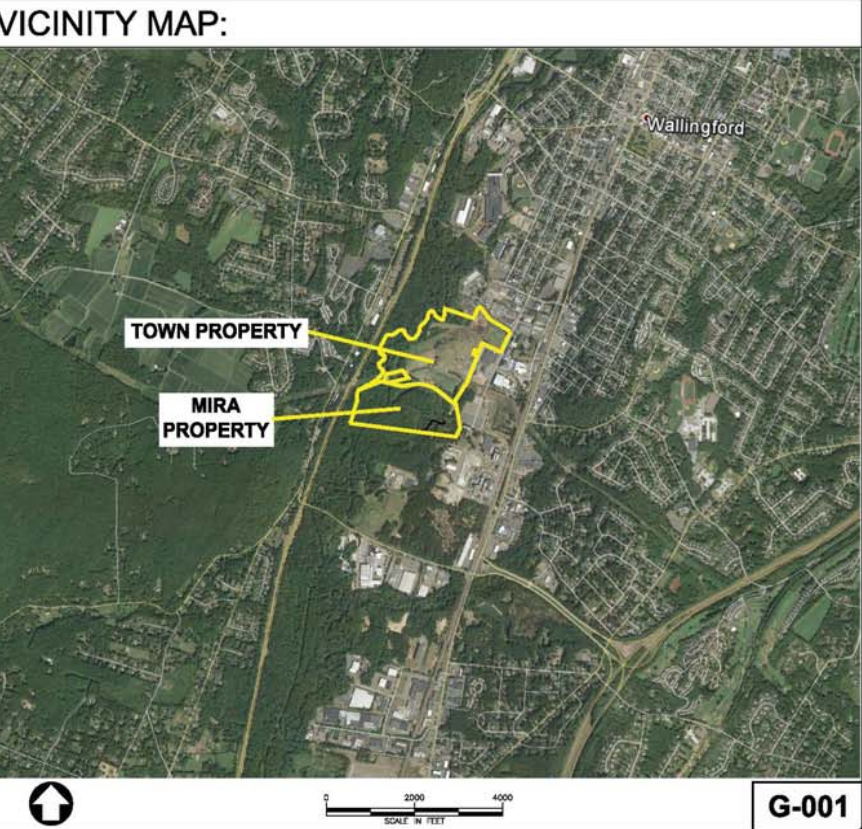 VICINITY MAP:
Wallingford
TOWN PROPERTY
MIRA
PROPERTY
0 2000 4000
SCALE IN FEET
G-001